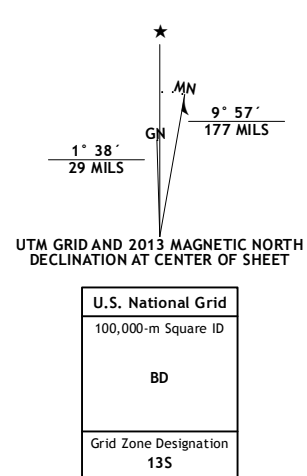 ★
MN
9° 57´
177 MILS
GN
1° 38´
29 MILS
UTM GRID AND 2013 MAGNETIC NORTH
DECLINATION AT CENTER OF SHEET
U.S. National Grid
100,000-m Square ID
BD
Grid Zone Designation
13S